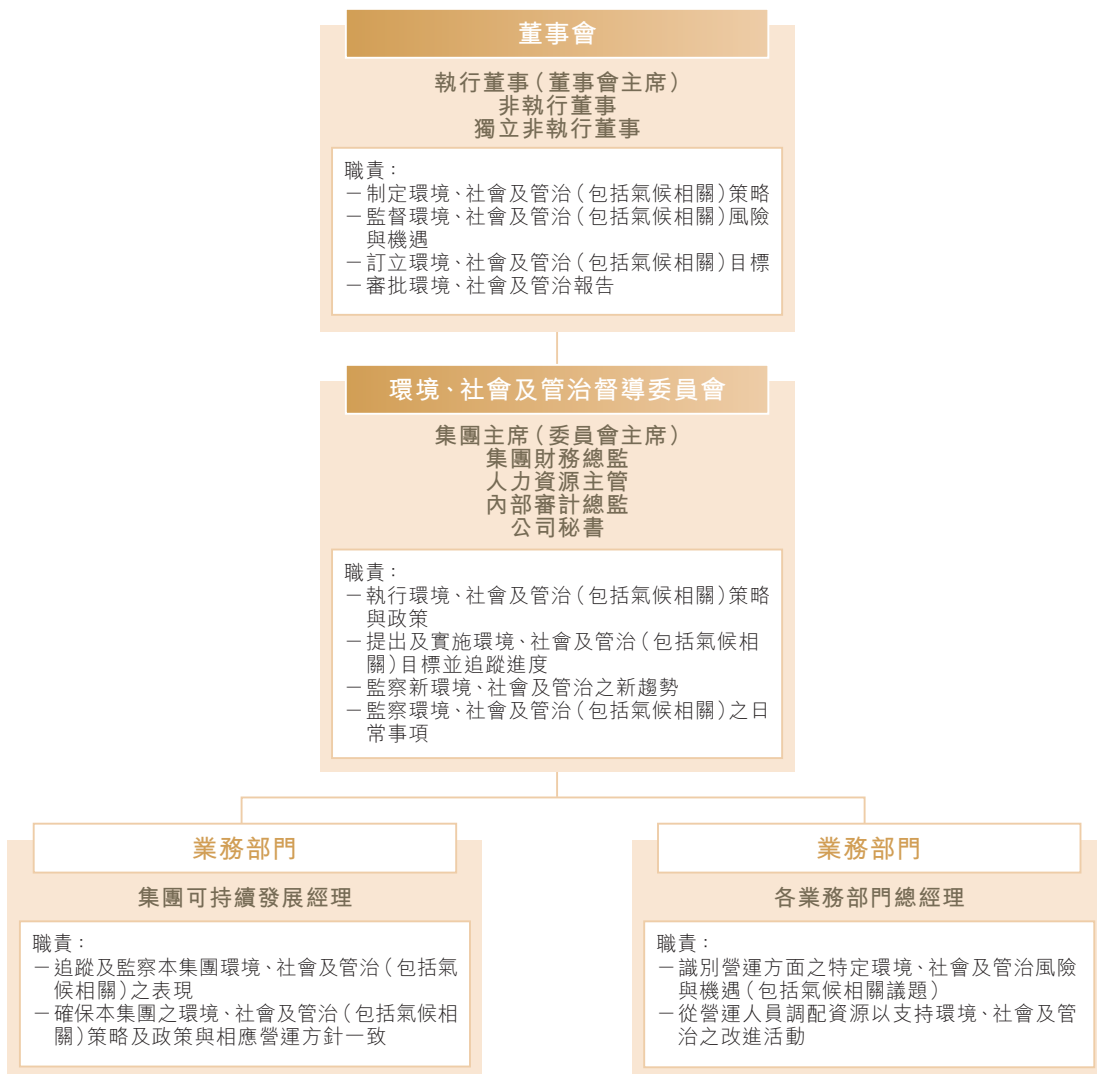 董事會
執行董事（董事會主席）
非執行董事
獨立非執行董事
職責：
－制定環境、社會及管治（包括氣候相關）策略
－監督環境、社會及管治（包括氣候相關）風險
與機遇
－訂立環境、社會及管治（包括氣候相關）目標
－審批環境、社會及管治報告
環境、社會及管治督導委員會
集團主席（委員會主席）
集團財務總監
人力資源主管
內部審計總監
公司秘書
職責：
－執行環境、社會及管治（包括氣候相關）策略
與政策
－提出及實施環境、社會及管治（包括氣候相
關）目標並追蹤進度
－監察新環境、社會及管治之新趨勢
－監察環境、社會及管治（包括氣候相關）之日
常事項
業務部門
集團可持續發展經理
職責：
－追蹤及監察本集團環境、社會及管治（包括氣
候相關）之表現
－確保本集團之環境、社會及管治（包括氣候相
關）策略及政策與相應營運方針一致
業務部門
各業務部門總經理
職責：
－識別營運方面之特定環境、社會及管治風險
與機遇（包括氣候相關議題）
－從營運人員調配資源以支持環境、社會及管
治之改進活動